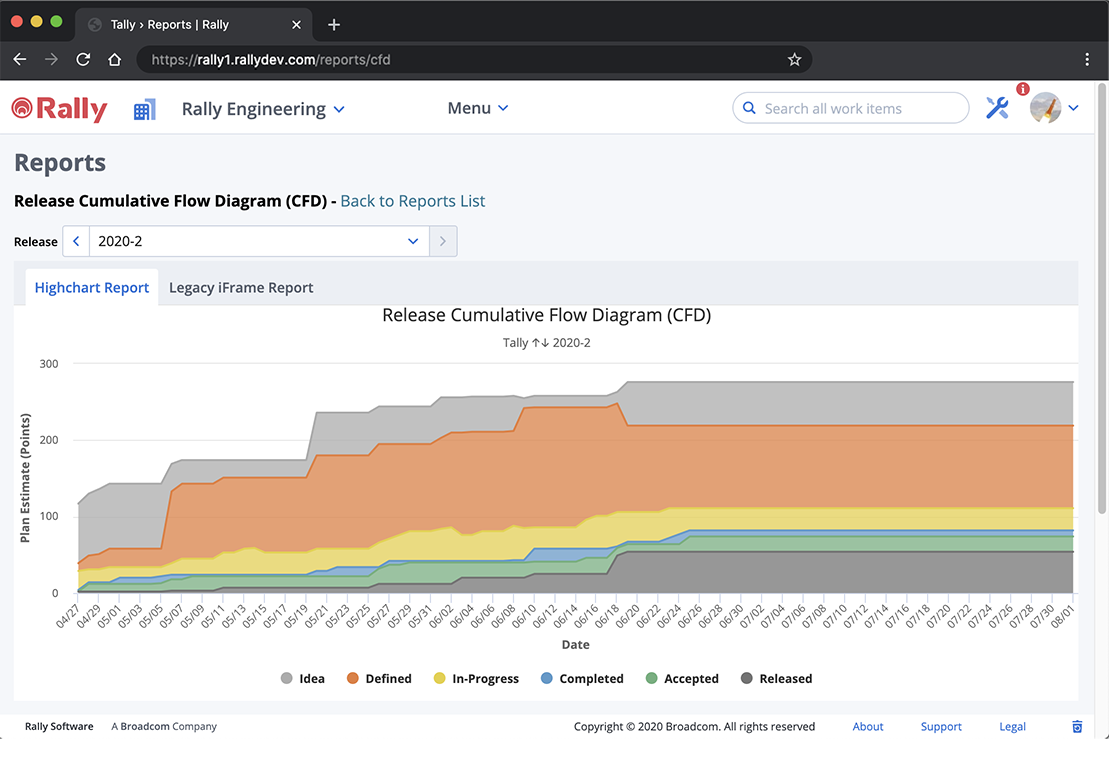 Tally › Reports | Rally
https://rally1.rallydev.com/reports/cfd
Rally
Rally Engineering
Menu
Search all work items
i
Reports
Release Cumulative Flow Diagram (CFD) - Back to Reports List
Release
2020-2
Highchart Report
Legacy iFrame Report
Release Cumulative Flow Diagram (CFD)
Tally ↑↓ 2020-2
Plan Estimate (Points)
300
200
100
0
04/27 04/29 05/01 05/03 05/05 05/07 05/09 05/11 05/13 05/15 05/17 05/19 05/21 05/23 05/25 05/27 05/29 05/31 06/02 06/04 06/06 06/08 06/10 06/12 06/14 06/16 06/18 06/20 06/22 06/24 06/26 06/28 06/30 07/02 07/04 07/06 07/08 07/10 07/12 07/14 07/16 07/18 07/20 07/22 07/24 07/26 07/28 07/30 08/01
Date
Idea Defined In-Progress Completed Accepted Released
Rally Software A Broadcom Company Copyright © 2020 Broadcom. All rights reserved About Support Legal